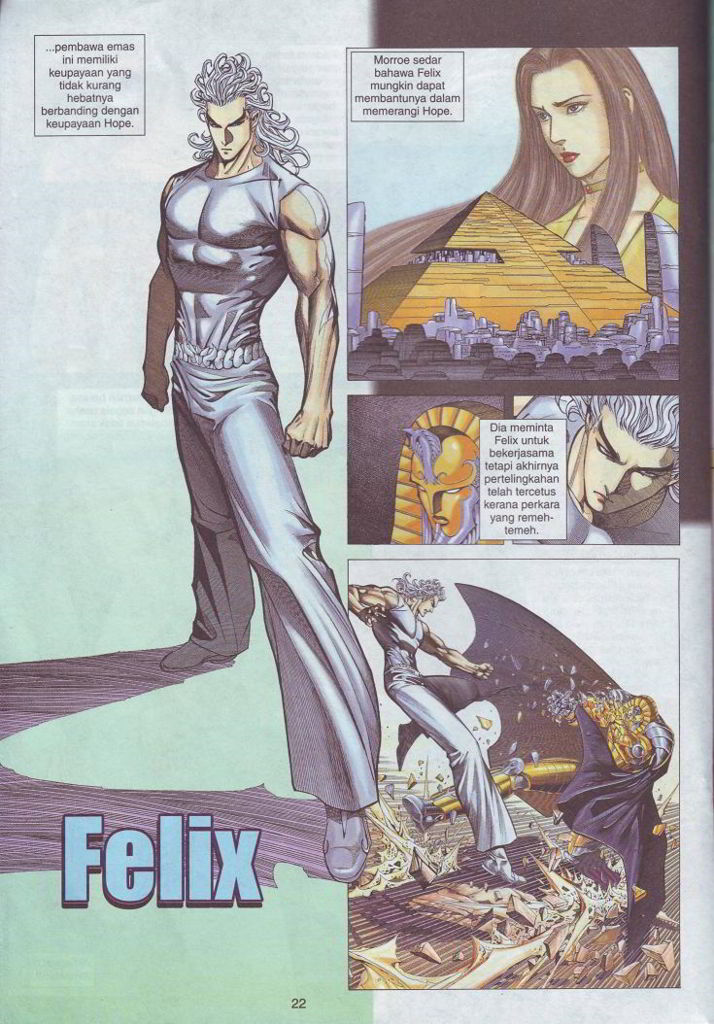 ...pembawa emas
ini memiliki
keupayaan yang
tidak kurang
hebatnya
berbanding dengan
keupayaan Hope.
Morroe sedar
bahawa Felix
mungkin dapat
membantunya dalam
memerangi Hope.
Dia meminta
Felix untuk
bekerjasama
tetapi akhirnya
pertelingkahan
telah tercetus
kerana perkara
yang remeh-
temeh.
Felix
22